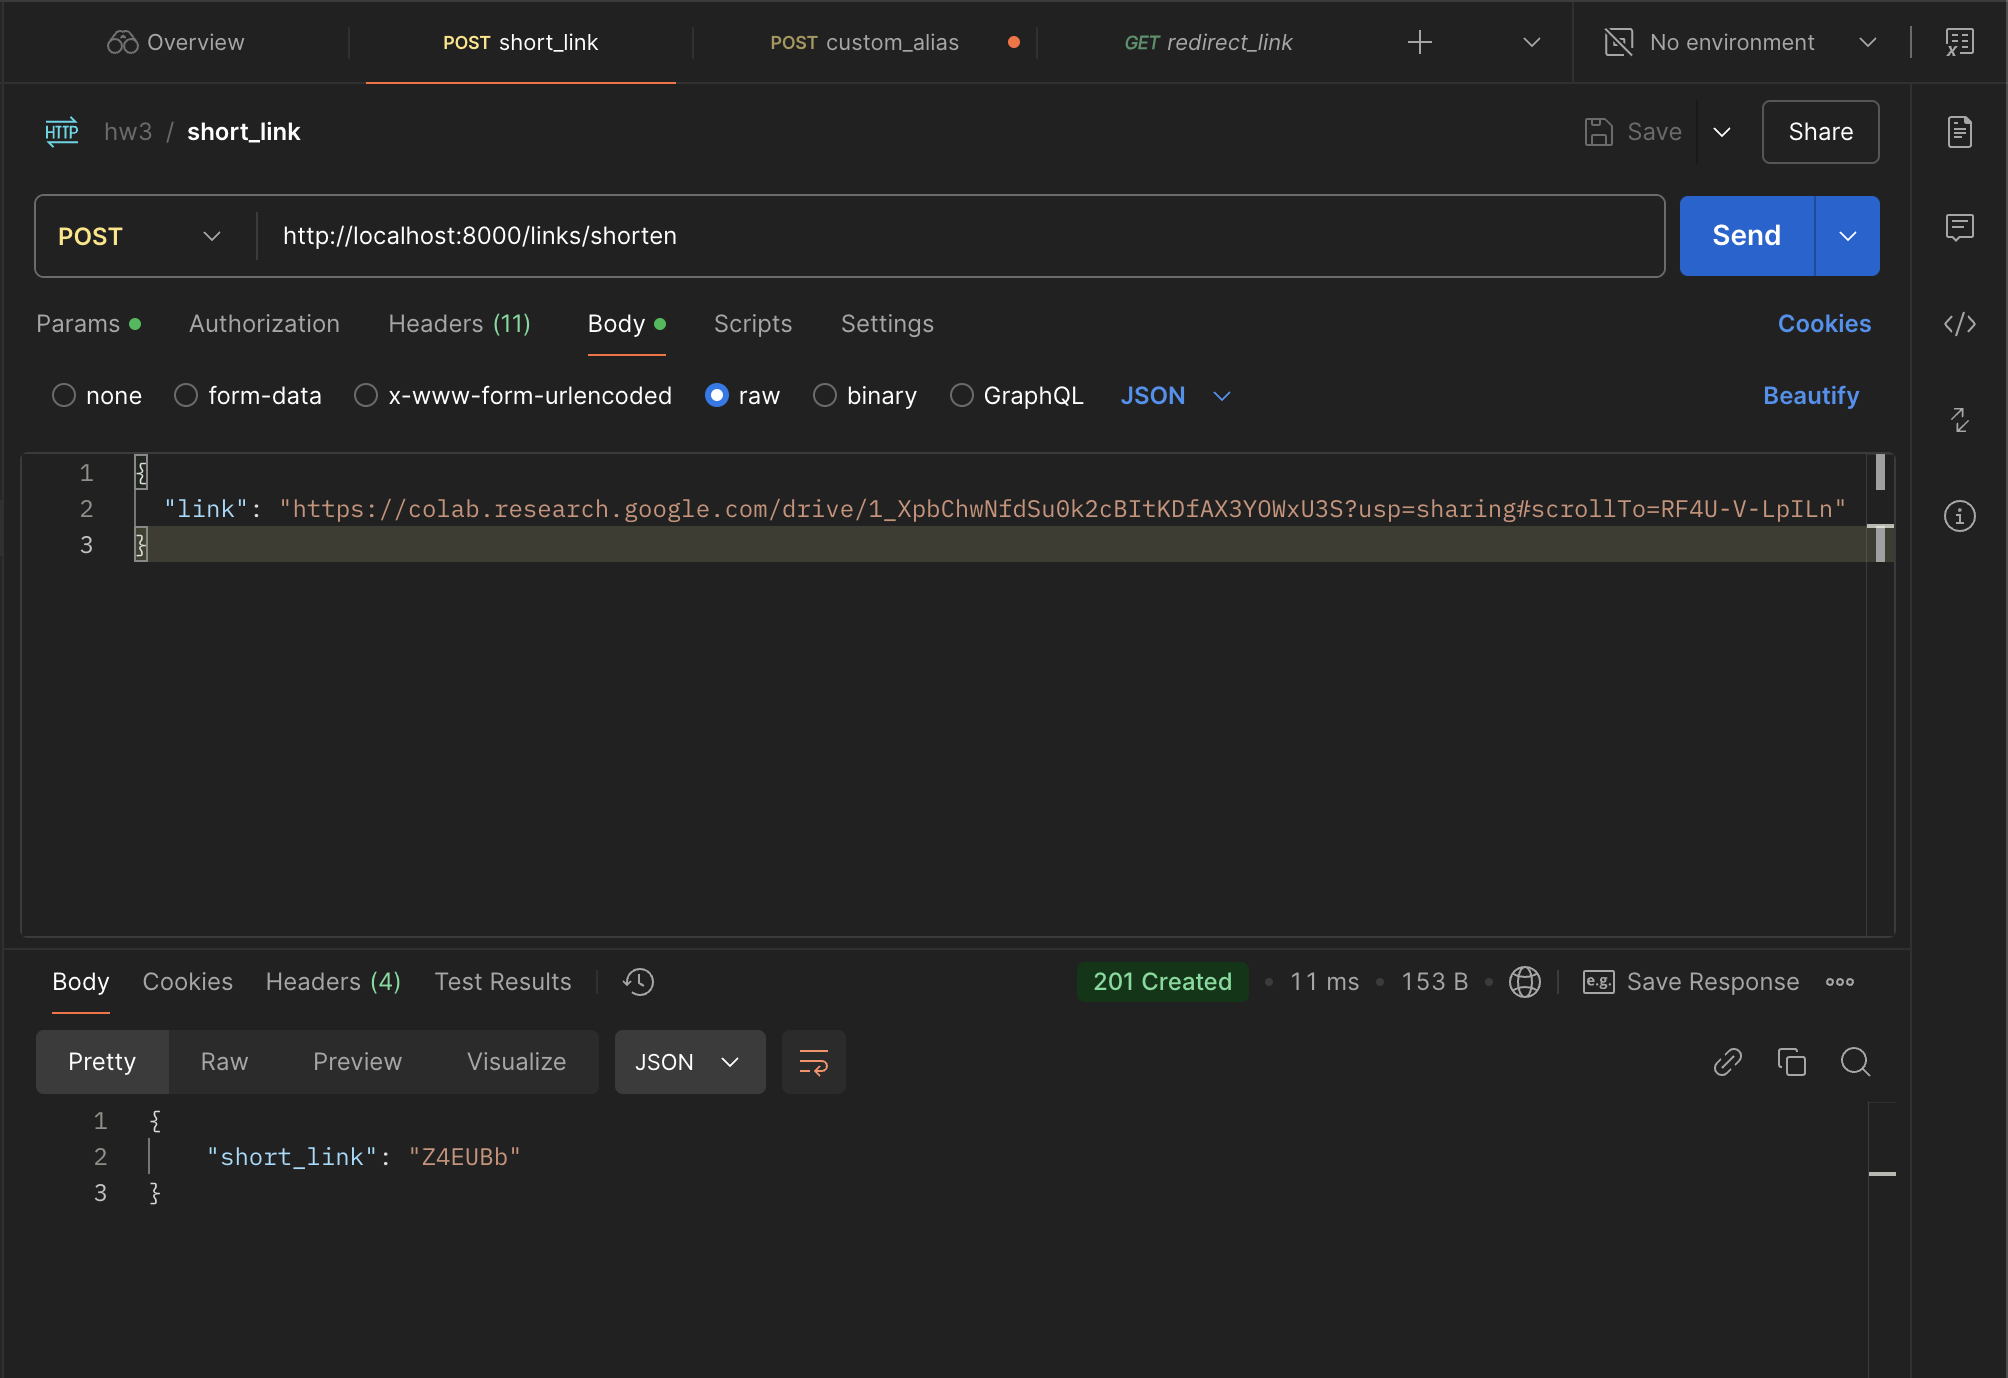 Overview
POST short_link
POST custom_alias
GET redirect_link
No environment
HTTP hw3 / short_link
Save
Share
POST
http://localhost:8000/links/shorten
Send
Params
Authorization
Headers (11)
Body
Scripts
Settings
Cookies
none
form-data
x-www-form-urlencoded
raw
binary
GraphQL
JSON
Beautify
1 {
2 "link": "https://colab.research.google.com/drive/1_XpbChwNfdSu0k2cBItKDfAX3YOWxU3S?usp=sharing#scrollTo=RF4U-V-LpILn"
3 }
Body
Cookies
Headers (4)
Test Results
201 Created
11 ms
153 B
e.g. Save Response
Pretty
Raw
Preview
Visualize
JSON
1 {
2 "short_link": "Z4EUBb"
3 }